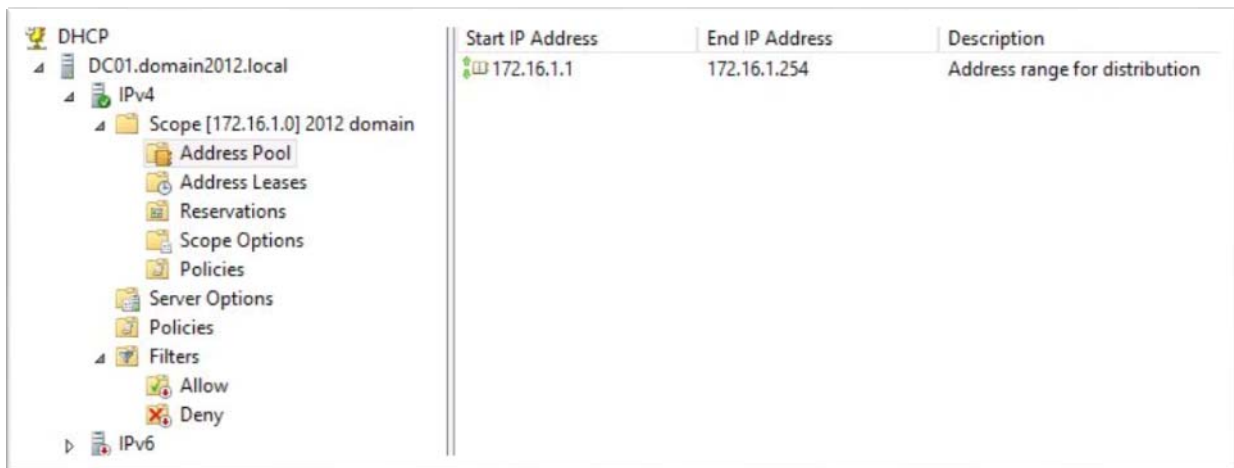 DHCP
DC01.domain2012.local
IPv4
Scope [172.16.1.0] 2012 domain
Address Pool
Address Leases
Reservations
Scope Options
Policies
Server Options
Policies
Filters
Allow
Deny
IPv6
Start IP Address End IP Address Description
172.16.1.1 172.16.1.254 Address range for distribution